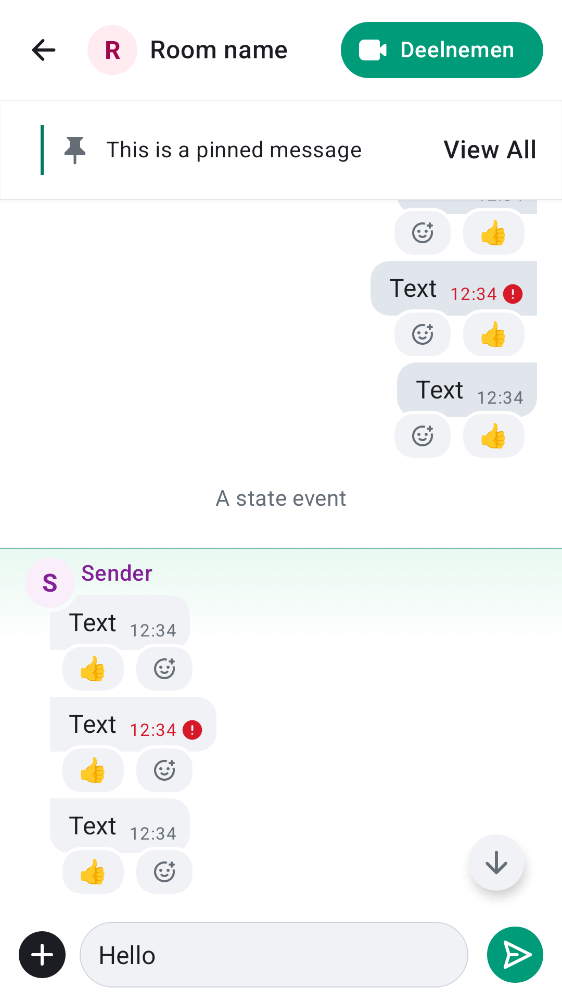 R Room name Deelnemen
This is a pinned message View All
Text 12:34
Text 12:34
A state event
S Sender
Text 12:34
Text 12:34
Text 12:34
Hello